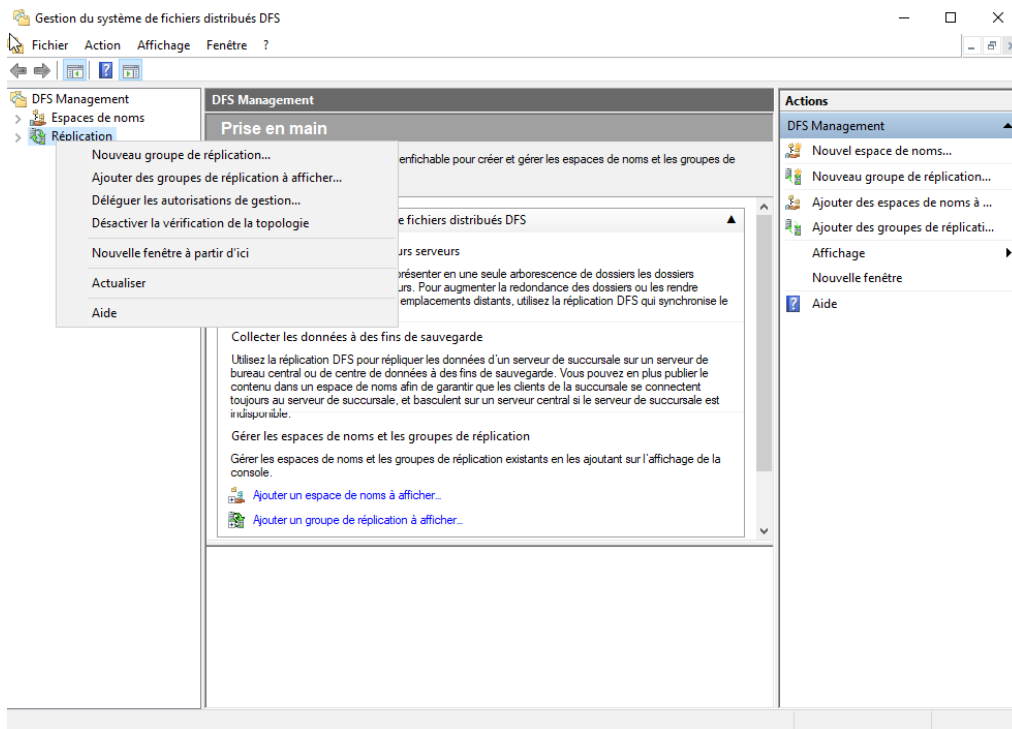 Gestion du système de fichiers distribués DFS
Fichier Action Affichage Fenêtre ?
DFS Management
Espaces de noms
Réplication
Nouveau groupe de réplication...
Ajouter des groupes de réplication à afficher...
Déléguer les autorisations de gestion...
Désactiver la vérification de la topologie
Nouvelle fenêtre à partir d'ici
Actualiser
Aide
DFS Management
Prise en main
enfichable pour créer et gérer les espaces de noms et les groupes de
e fichiers distribués DFS
urs serveurs
présenter en une seule arborescence de dossiers les dossiers
urs. Pour augmenter la redondance des dossiers ou les rendre
emplacements distants, utilisez la réplication DFS qui synchronise le
Collecter les données à des fins de sauvegarde
Utilisez la réplication DFS pour répliquer les données d'un serveur de succursale sur un serveur de
bureau central ou de centre de données à des fins de sauvegarde. Vous pouvez en plus publier le
contenu dans un espace de noms afin de garantir que les clients de la succursale se connectent
toujours au serveur de succursale, et basculent sur un serveur central si le serveur de succursale est
indisponible.
Gérer les espaces de noms et les groupes de réplication
Gérer les espaces de noms et les groupes de réplication existants en les ajoutant sur l'affichage de la
console.
Ajouter un espace de noms à afficher...
Ajouter un groupe de réplication à afficher...
Actions
DFS Management
Nouvel espace de noms...
Nouveau groupe de réplication...
Ajouter des espaces de noms à ...
Ajouter des groupes de réplicati...
Affichage
Nouvelle fenêtre
Aide